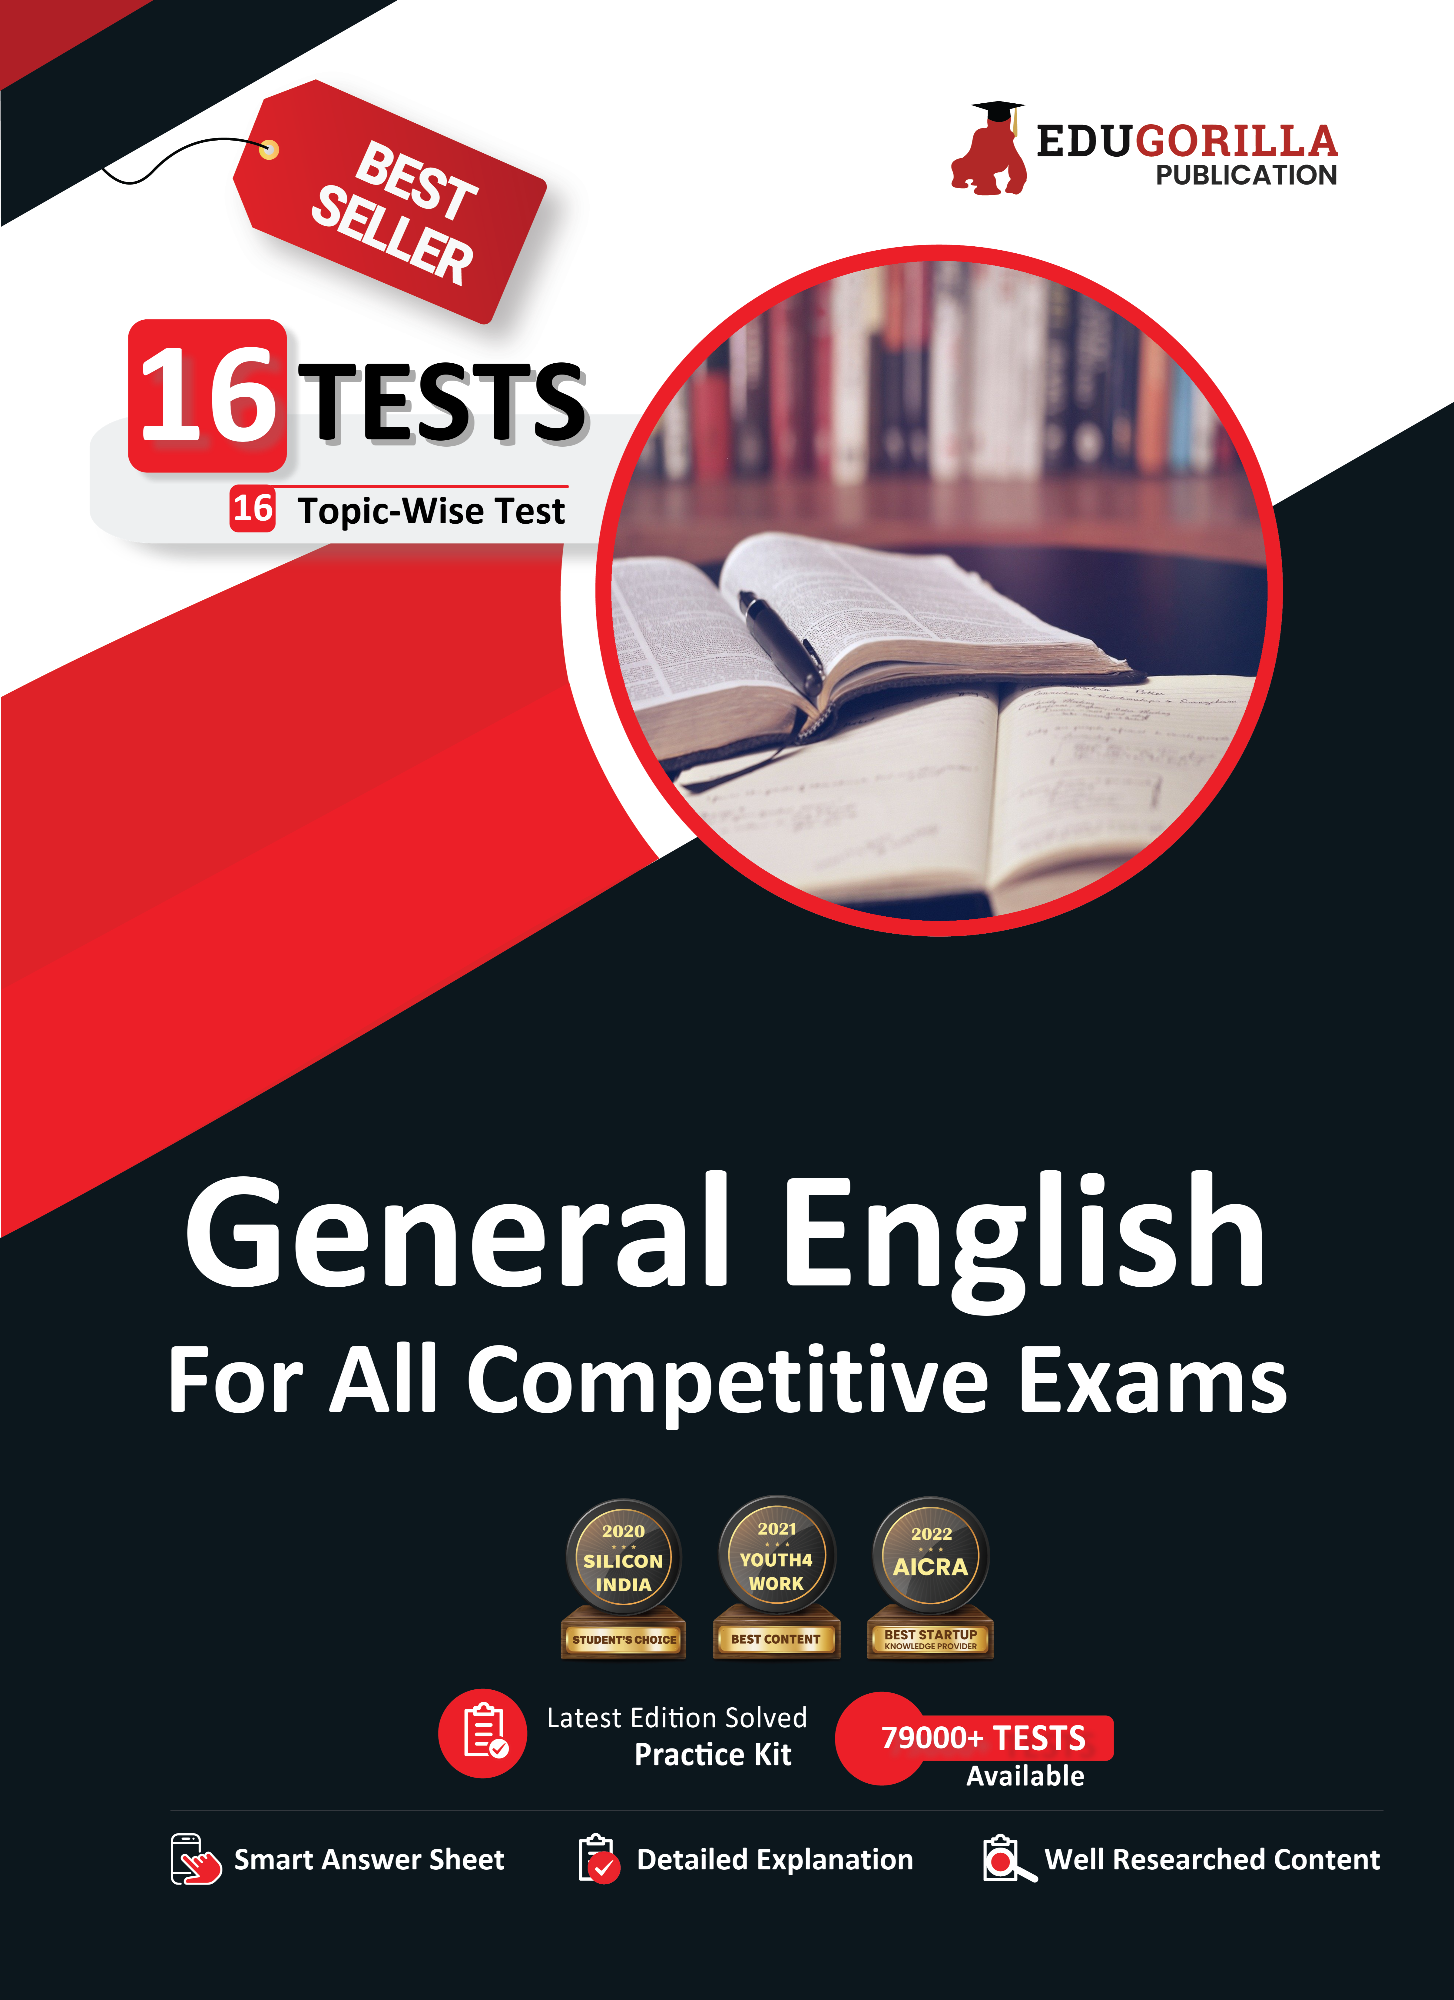 BEST
SELLER
EDUGORILLA
PUBLICATION
16 TESTS
16 Topic-Wise Test
General English
For All Competitive Exams
2020
SILICON
INDIA
STUDENT'S CHOICE
2021
YOUTH4
WORK
BEST CONTENT
2022
AICRA
BEST STARTUP
KNOWLEDGE PROVIDER
Latest Edition Solved
Practice Kit
79000+ TESTS
Available
Smart Answer Sheet
Detailed Explanation
Well Researched Content